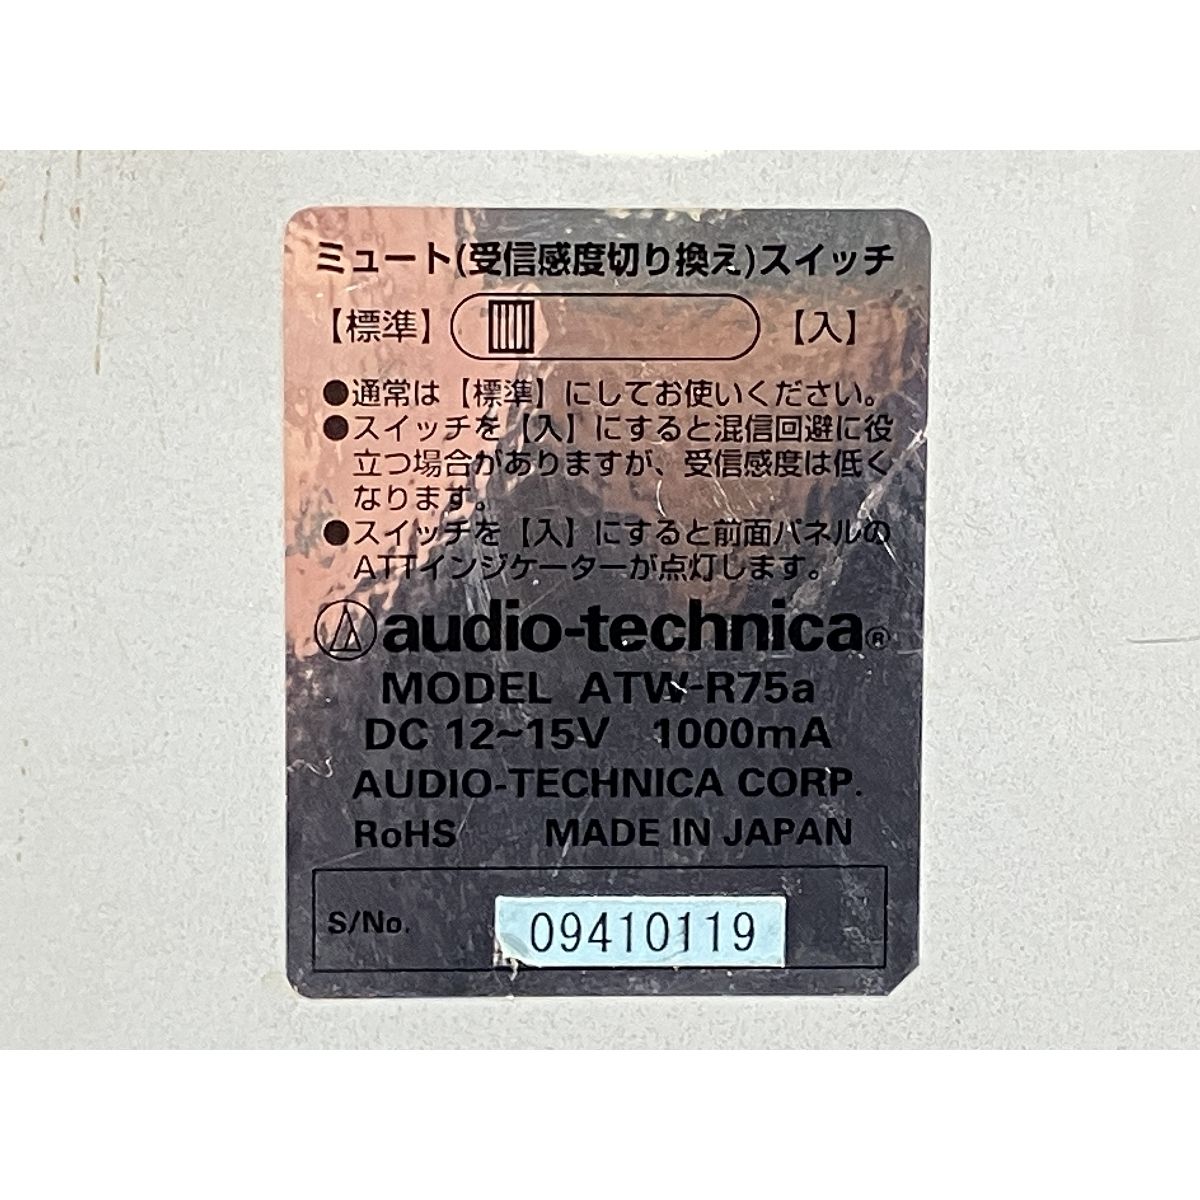 ミュート(受信感度切り換え)スイッチ
【標準】 【入】
●通常は【標準】にしてお使いください。
●スイッチを【入】にすると混信回避に役
立つ場合がありますが、受信感度は低く
なります。
●スイッチを【入】にすると前面パネルの
ATTインジケーターが点灯します。
audio-technica®
MODEL ATW-R75a
DC 12~15V 1000mA
AUDIO-TECHNICA CORP.
RoHS MADE IN JAPAN
S/No. 09410119